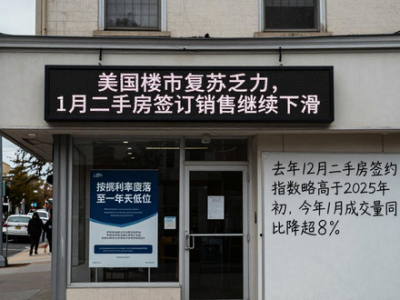 美国楼市复苏乏力,
1月二手房签订销售继续下滑
按揭利率废落
至一年天低位
去年12月二手房签约
指数略高于2025年
初,今年1月成交量同
比降超8%